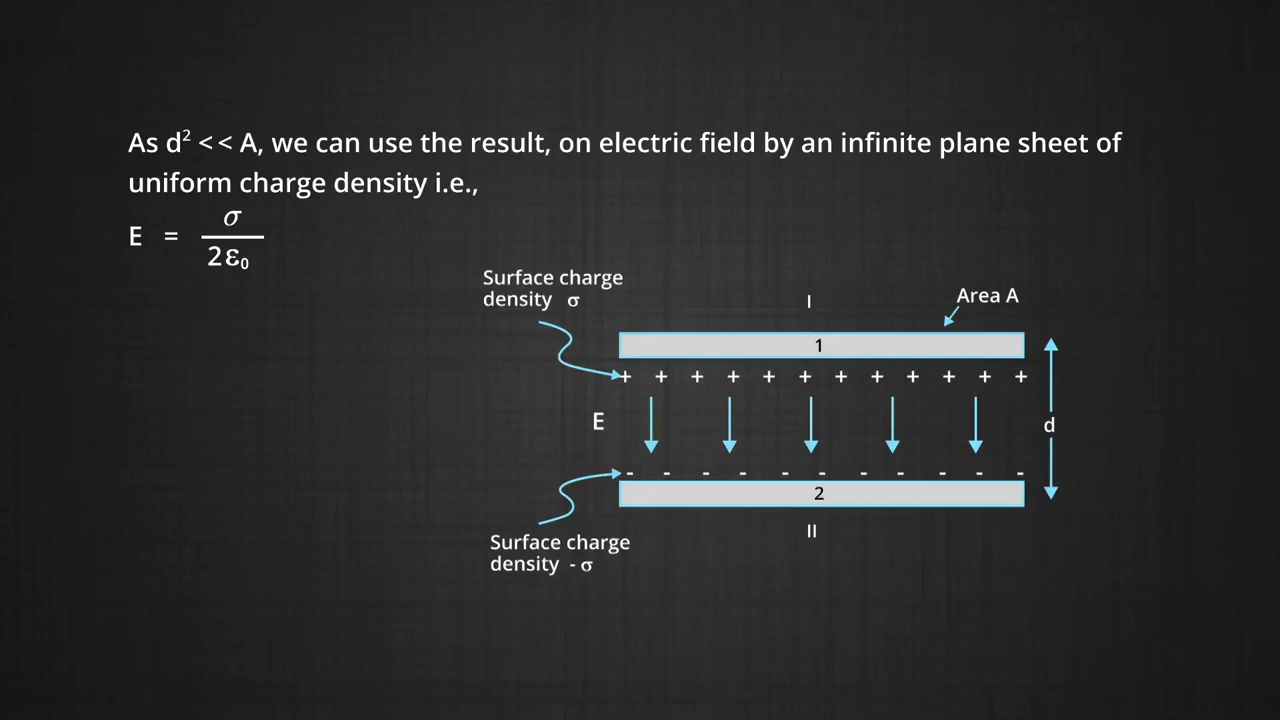 As d² << A, we can use the result, on electric field by an infinite plane sheet of
uniform charge density i.e.,
E = σ / 2ε₀
Surface charge
density σ
I
Area A
1
+ + + + + + + + + + + +
E
d
- - - - - - - - - - -
2
II
Surface charge
density - σ